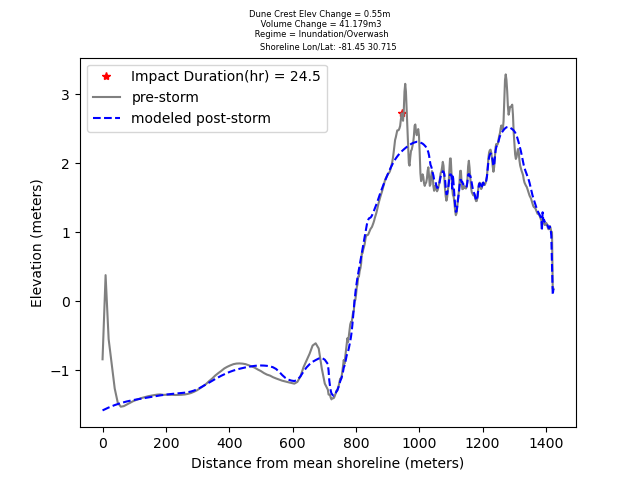 Dune Crest Elev Change = 0.55m
Volume Change = 41.179m3
Regime = Inundation/Overwash
Shoreline Lon/Lat: -81.45 30.715
Impact Duration(hr) = 24.5
pre-storm
modeled post-storm
Elevation (meters)
3
2
1
0
−1
0 200 400 600 800 1000 1200 1400
Distance from mean shoreline (meters)